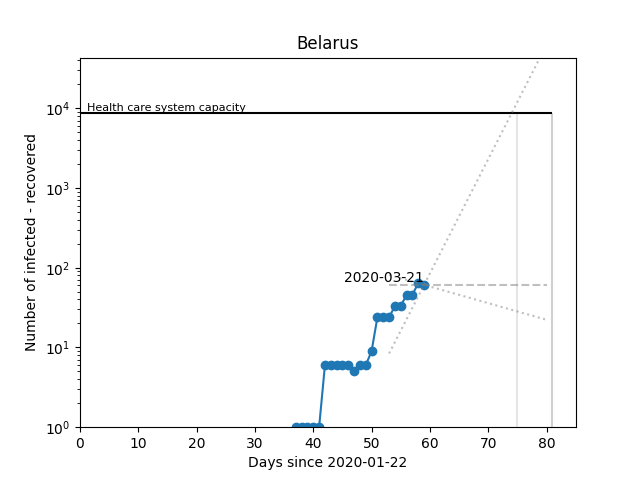 Belarus
Number of infected - recovered
10^4
10^3
10^2
10^1
10^0
Health care system capacity
2020-03-21
0 10 20 30 40 50 60 70 80
Days since 2020-01-22